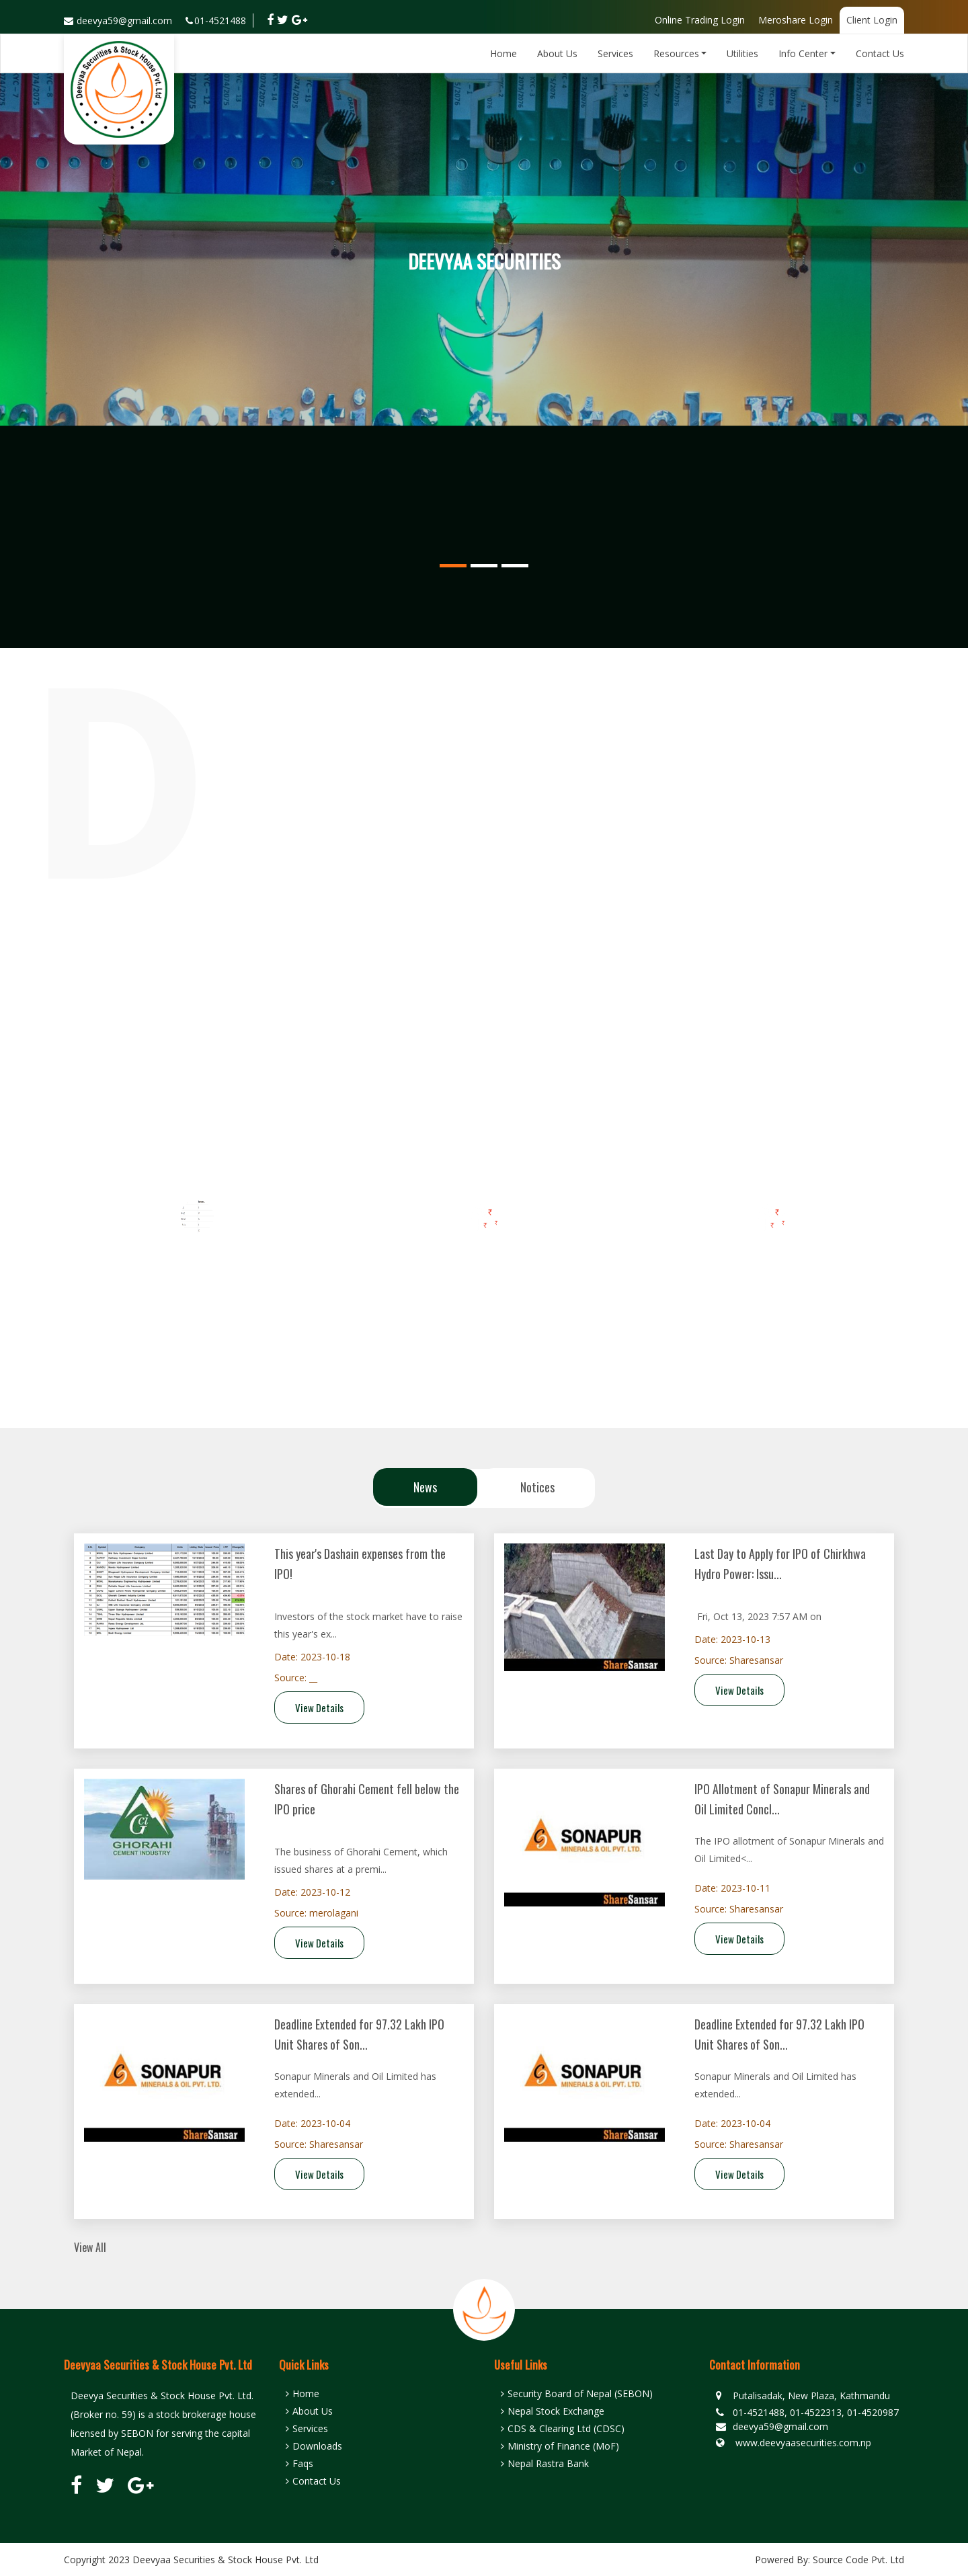 deevya59@gmail.com 01-4521488 Online Trading Login Meroshare Login Client Login
Home About Us Services Resources Utilities Info Center Contact Us
Deevyaa Securities & Stock House Pvt. Ltd
DEEVYAA SECURITIES
Securities & Stock House
D
News Notices
This year's Dashain expenses from the
IPO!
Investors of the stock market have to raise
this year's ex...
Date: 2023-10-18
Source: __
View Details
Last Day to Apply for IPO of Chirkhwa
Hydro Power: Issu...
Fri, Oct 13, 2023 7:57 AM on
Date: 2023-10-13
Source: Sharesansar
View Details
ShareSansar
GHORAHI
CEMENT INDUSTRY
Shares of Ghorahi Cement fell below the
IPO price
The business of Ghorahi Cement, which
issued shares at a premi...
Date: 2023-10-12
Source: merolagani
View Details
SONAPUR
MINERALS & OIL PVT. LTD.
ShareSansar
IPO Allotment of Sonapur Minerals and
Oil Limited Concl...
The IPO allotment of Sonapur Minerals and
Oil Limited<...
Date: 2023-10-11
Source: Sharesansar
View Details
SONAPUR
MINERALS & OIL PVT. LTD.
ShareSansar
Deadline Extended for 97.32 Lakh IPO
Unit Shares of Son...
Sonapur Minerals and Oil Limited has
extended...
Date: 2023-10-04
Source: Sharesansar
View Details
SONAPUR
MINERALS & OIL PVT. LTD.
ShareSansar
Deadline Extended for 97.32 Lakh IPO
Unit Shares of Son...
Sonapur Minerals and Oil Limited has
extended...
Date: 2023-10-04
Source: Sharesansar
View Details
View All
Deevyaa Securities & Stock House Pvt. Ltd
Deevya Securities & Stock House Pvt. Ltd.
(Broker no. 59) is a stock brokerage house
licensed by SEBON for serving the capital
Market of Nepal.
Quick Links
Home
About Us
Services
Downloads
Faqs
Contact Us
Useful Links
Security Board of Nepal (SEBON)
Nepal Stock Exchange
CDS & Clearing Ltd (CDSC)
Ministry of Finance (MoF)
Nepal Rastra Bank
Contact Information
Putalisadak, New Plaza, Kathmandu
01-4521488, 01-4522313, 01-4520987
deevya59@gmail.com
www.deevyaasecurities.com.np
Copyright 2023 Deevyaa Securities & Stock House Pvt. Ltd Powered By: Source Code Pvt. Ltd